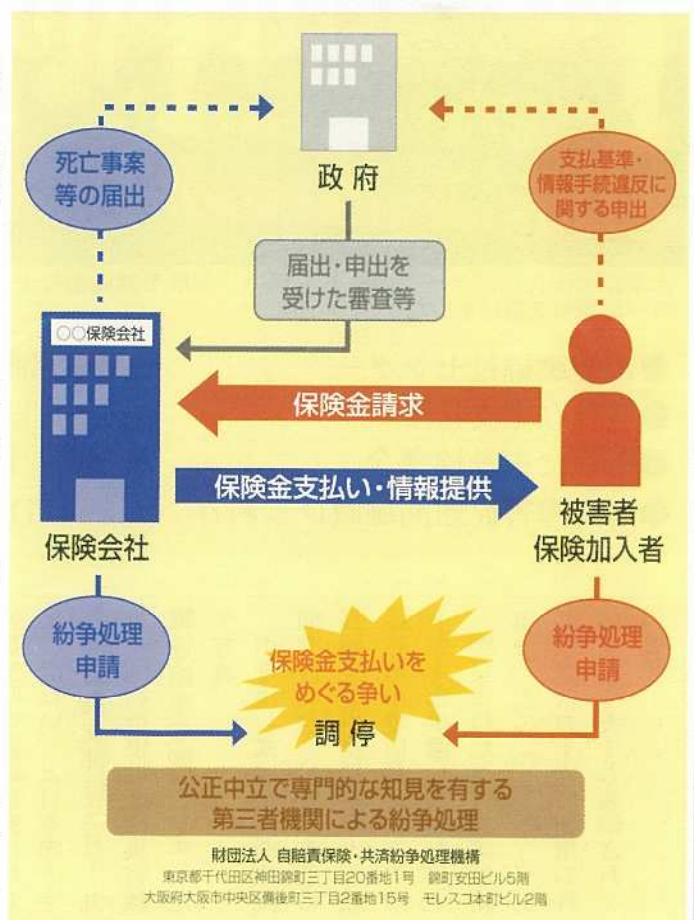 政府
死亡事案
等の届出
支払基準・
情報手続違反に
関する申出
届出・申出を
受けた審査等
○○保険会社
保険金請求
保険金支払い・情報提供
保険会社
被害者
保険加入者
紛争処理
申請
保険金支払いを
めぐる争い
調停
紛争処理
申請
公正中立で専門的な知見を有する
第三者機関による紛争処理
財団法人 自賠責保険・共済紛争処理機構
東京都千代田区神田錦町三丁目20番地1号 錦町安田ビル5階
大阪府大阪市中央区備後町三丁目2番地15号 モレスコ本町ビル2階